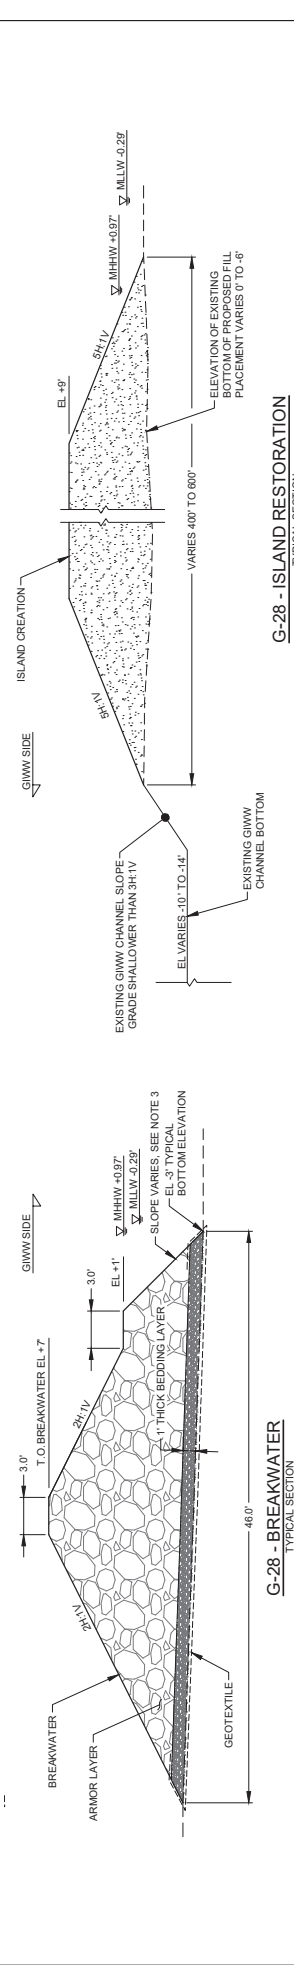 BREAKWATER
ARMOR LAYER
3.0'
T.O.BREAKWATER EL +7'
2H:1V
2H:1V
3.0'
EL +1'
GIWW SIDE
MHHW +0.97'
MLLW -0.29'
SLOPE VARIES, SEE NOTE 3
EL -3' TYPICAL
BOTTOM ELEVATION
1' THICK BEDDING LAYER
GEOTEXTILE
46.0'
G-28 - BREAKWATER
TYPICAL SECTION
GIWW SIDE
ISLAND CREATION
EL +9'
5H:1V
5H:1V
MHHW +0.97'
MLLW -0.29'
EXISTING GIWW CHANNEL SLOPE
GRADE SHALLOWER THAN 3H:1V
EL VARIES -10' TO -14'
EXISTING GIWW
CHANNEL BOTTOM
VARIES 400' TO 600'
ELEVATION OF EXISTING
BOTTOM OF PROPOSED FILL
PLACEMENT VARIES 0' TO -6'
G-28 - ISLAND RESTORATION